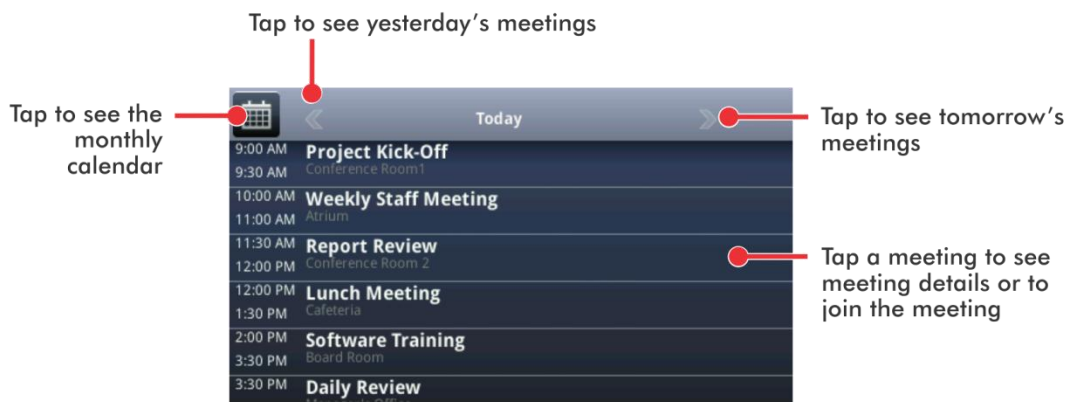 Tap to see yesterday's meetings
Tap to see the
monthly
calendar
Today
Tap to see tomorrow's
meetings
9:00 AM Project Kick-Off
9:30 AM Conference Room1
10:00 AM Weekly Staff Meeting
11:00 AM Atrium
11:30 AM Report Review
12:00 PM Conference Room 2
Tap a meeting to see
meeting details or to
join the meeting
12:00 PM Lunch Meeting
1:30 PM Cafeteria
2:00 PM Software Training
3:30 PM Board Room
3:30 PM Daily Review